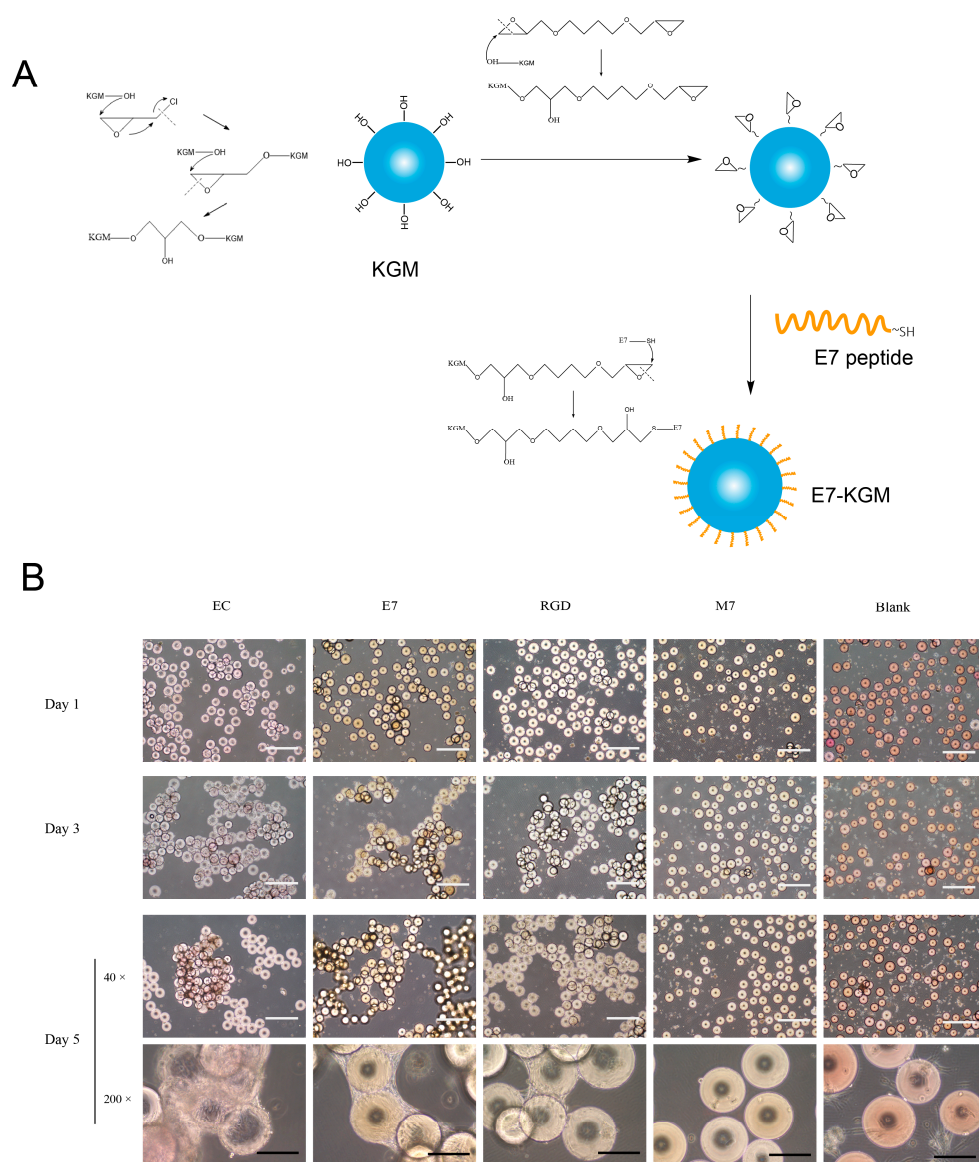 A
KGM—OH
Cl
O
KGM—OH
O—KGM
O
KGM—O
O—KGM
OH
HO
HO
OH
HO
OH
HO
OH
HO
KGM
O
O
O
O
OH—KGM
KGM
O
O
O
O
OH
O
O
O
O
O
O
O
O
~SH
E7 peptide
E7—SH
KGM
O
O
O
O
OH
OH
KGM
O
O
O
S—E7
OH
E7-KGM
B
EC E7 RGD M7 Blank
Day 1
Day 3
40 ×
Day 5
200 ×